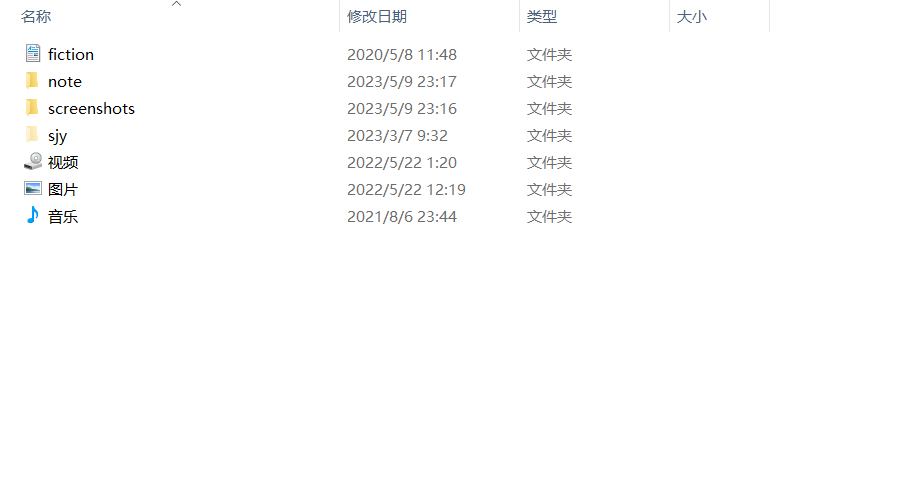 名称 修改日期 类型 大小
fiction 2020/5/8 11:48 文件夹
note 2023/5/9 23:17 文件夹
screenshots 2023/5/9 23:16 文件夹
sjy 2023/3/7 9:32 文件夹
视频 2022/5/22 1:20 文件夹
图片 2022/5/22 12:19 文件夹
音乐 2021/8/6 23:44 文件夹